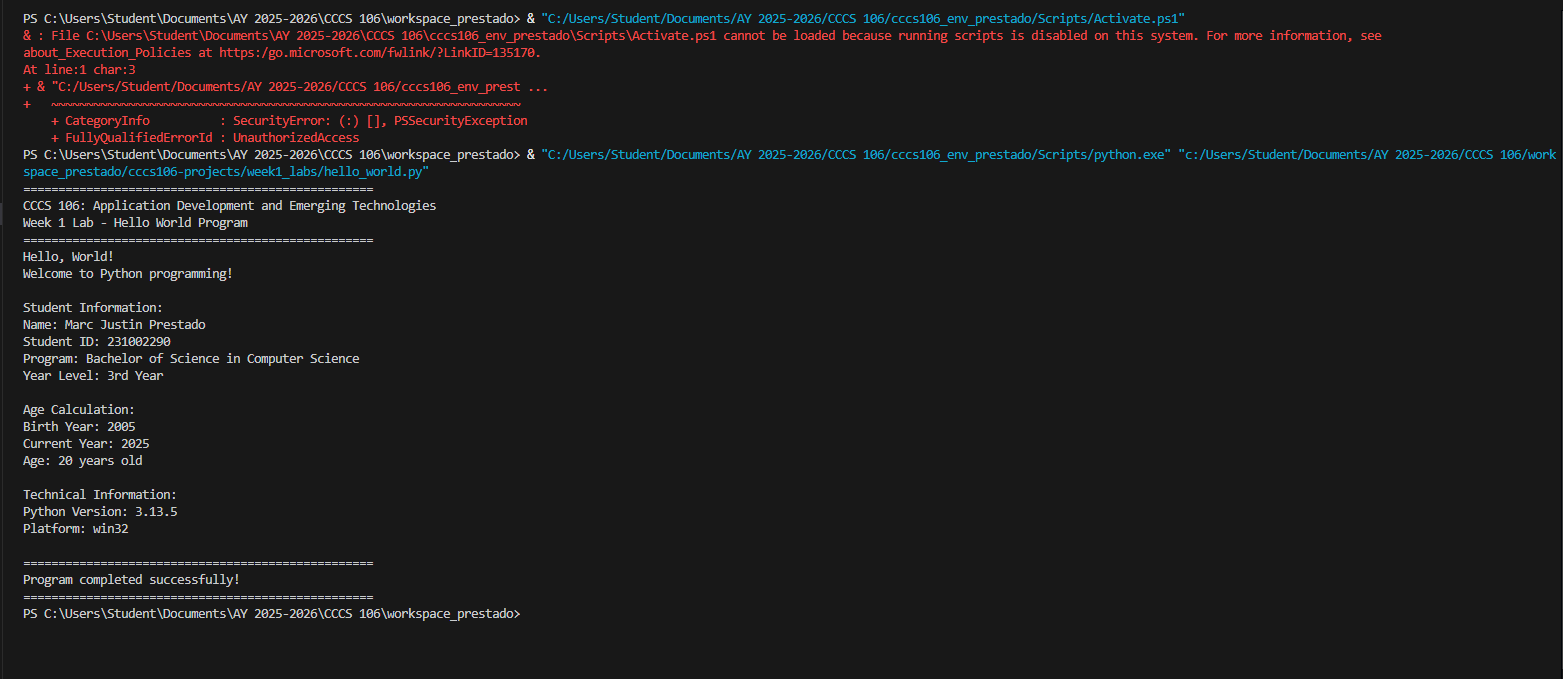 PS C:\Users\Student\Documents\AY 2025-2026\CCCS 106\workspace_prestado> & "C:/Users/Student/Documents/AY 2025-2026/CCCS 106/cccs106_env_prestado/Scripts/Activate.ps1"
& : File C:\Users\Student\Documents\AY 2025-2026\CCCS 106\cccs106_env_prestado\Scripts\Activate.ps1 cannot be loaded because running scripts is disabled on this system. For more information, see
about_Execution_Policies at https:/go.microsoft.com/fwlink/?LinkID=135170.
At line:1 char:3
+ & "C:/Users/Student/Documents/AY 2025-2026/CCCS 106/cccs106_env_prest ...
+   ~~~~~~~~~~~~~~~~~~~~~~~~~~~~~~~~~~~~~~~~~~~~~~~~~~~~~~~~~~~~~~~~~~~
    + CategoryInfo          : SecurityError: (:) [], PSSecurityException
    + FullyQualifiedErrorId : UnauthorizedAccess
PS C:\Users\Student\Documents\AY 2025-2026\CCCS 106\workspace_prestado> & "C:/Users/Student/Documents/AY 2025-2026/CCCS 106/cccs106_env_prestado/Scripts/python.exe" "c:/Users/Student/Documents/AY 2025-2026/CCCS 106/work
space_prestado/cccs106-projects/week1_labs/hello_world.py"
==================================================
CCCS 106: Application Development and Emerging Technologies
Week 1 Lab - Hello World Program
==================================================
Hello, World!
Welcome to Python programming!

Student Information:
Name: Marc Justin Prestado
Student ID: 231002290
Program: Bachelor of Science in Computer Science
Year Level: 3rd Year

Age Calculation:
Birth Year: 2005
Current Year: 2025
Age: 20 years old

Technical Information:
Python Version: 3.13.5
Platform: win32

==================================================
Program completed successfully!
==================================================
PS C:\Users\Student\Documents\AY 2025-2026\CCCS 106\workspace_prestado>